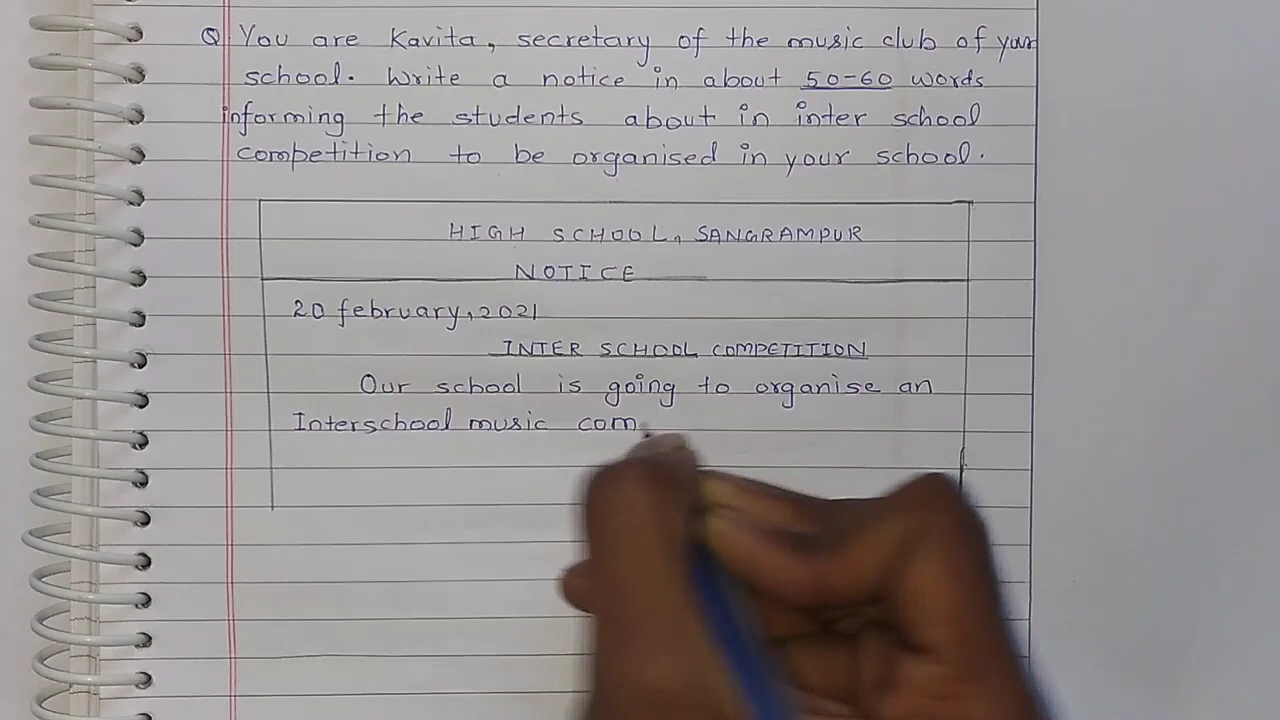 Q You are Kavita, secretary of the music club of your
school. Write a notice in about 50-60 words
informing the students about in inter school
competition to be organised in your school.
HIGH SCHOOL, SANGRAMPUR
NOTICE
20 february, 2021
INTER SCHOOL COMPETITION
Our school is going to organise an
Interschool music com